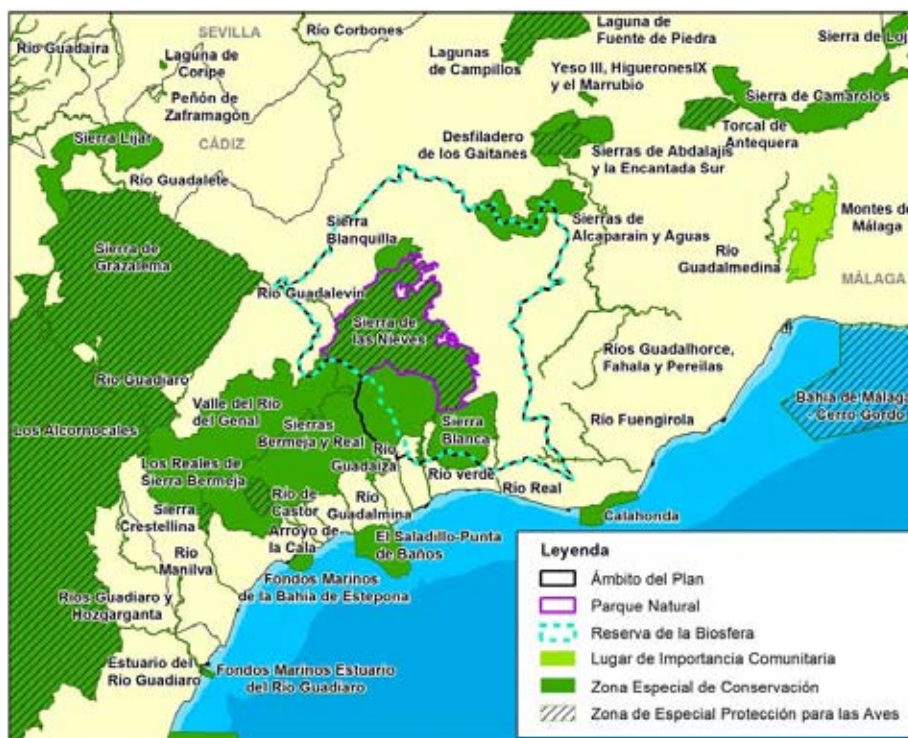 SEVILLA
Río Corbones
Laguna de
Fuente de Piedra
Río Guadaira
Laguna de
Coripe
Lagunas
de Campillos
Sierra de Loja
Peñón de
Zaframagón
Yeso III, HigueronesIX
y el Marrubio
Sierra de Camarolos
Sierra Lijar
CÁDIZ
Desfiladero
de los Gaitanes
Torcal de
Antequera
Sierras de Abdalajis
y la Encantada Sur
Río Guadalete
Sierra
Blanquilla
Sierras de
Alcaparain y Aguas
Montes de
Málaga
Sierra de
Grazalema
Río
Guadalmedina
MÁLAGA
Río Guadalevin
Sierra de
las Nieves
Ríos Guadalhorce,
Fahala y Pereilas
Río Guadiaro
Valle del Río
del Genal
Bahía de Málaga
- Cerro Gordo
Los Alcornocales
Sierras
Bermeja y Real
Sierra
Blanca
Río Fuengirola
Los Reales de
Sierra Bermeja
Río
Guadaiza
Río verde
Río Real
Río de
Castor
Río
Guadalmina
Calahonda
Sierra
Crestellina
Arroyo de
la Cala
El Saladillo-Punta
de Baños
Río
Manilva
Fondos Marinos
de la Bahía de Estepona
Ríos Guadiaro y
Hozgarganta
Estuario del
Río Guadiaro
Fondos Marinos Estuario
del Río Guadiaro
Leyenda
Ámbito del Plan
Parque Natural
Reserva de la Biosfera
Lugar de Importancia Comunitaria
Zona Especial de Conservación
Zona de Especial Protección para las Aves